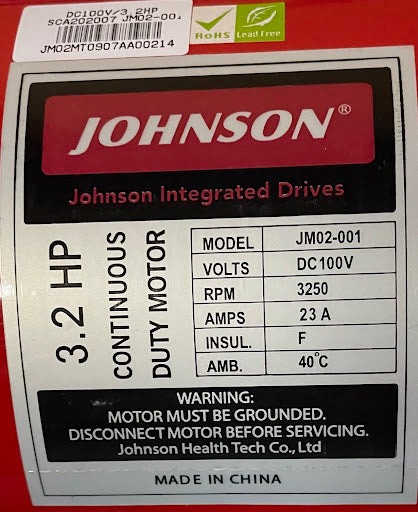 DC100V/3.2HP
SCA202007 JM02-001
JM02MT0907AA00214
RoHS Lead Free
JOHNSON®
Johnson Integrated Drives
3.2 HP
CONTINUOUS
DUTY MOTOR
MODEL JM02-001
VOLTS DC100V
RPM 3250
AMPS 23 A
INSUL. F
AMB. 40°C
WARNING:
MOTOR MUST BE GROUNDED.
DISCONNECT MOTOR BEFORE SERVICING.
Johnson Health Tech Co., Ltd
MADE IN CHINA